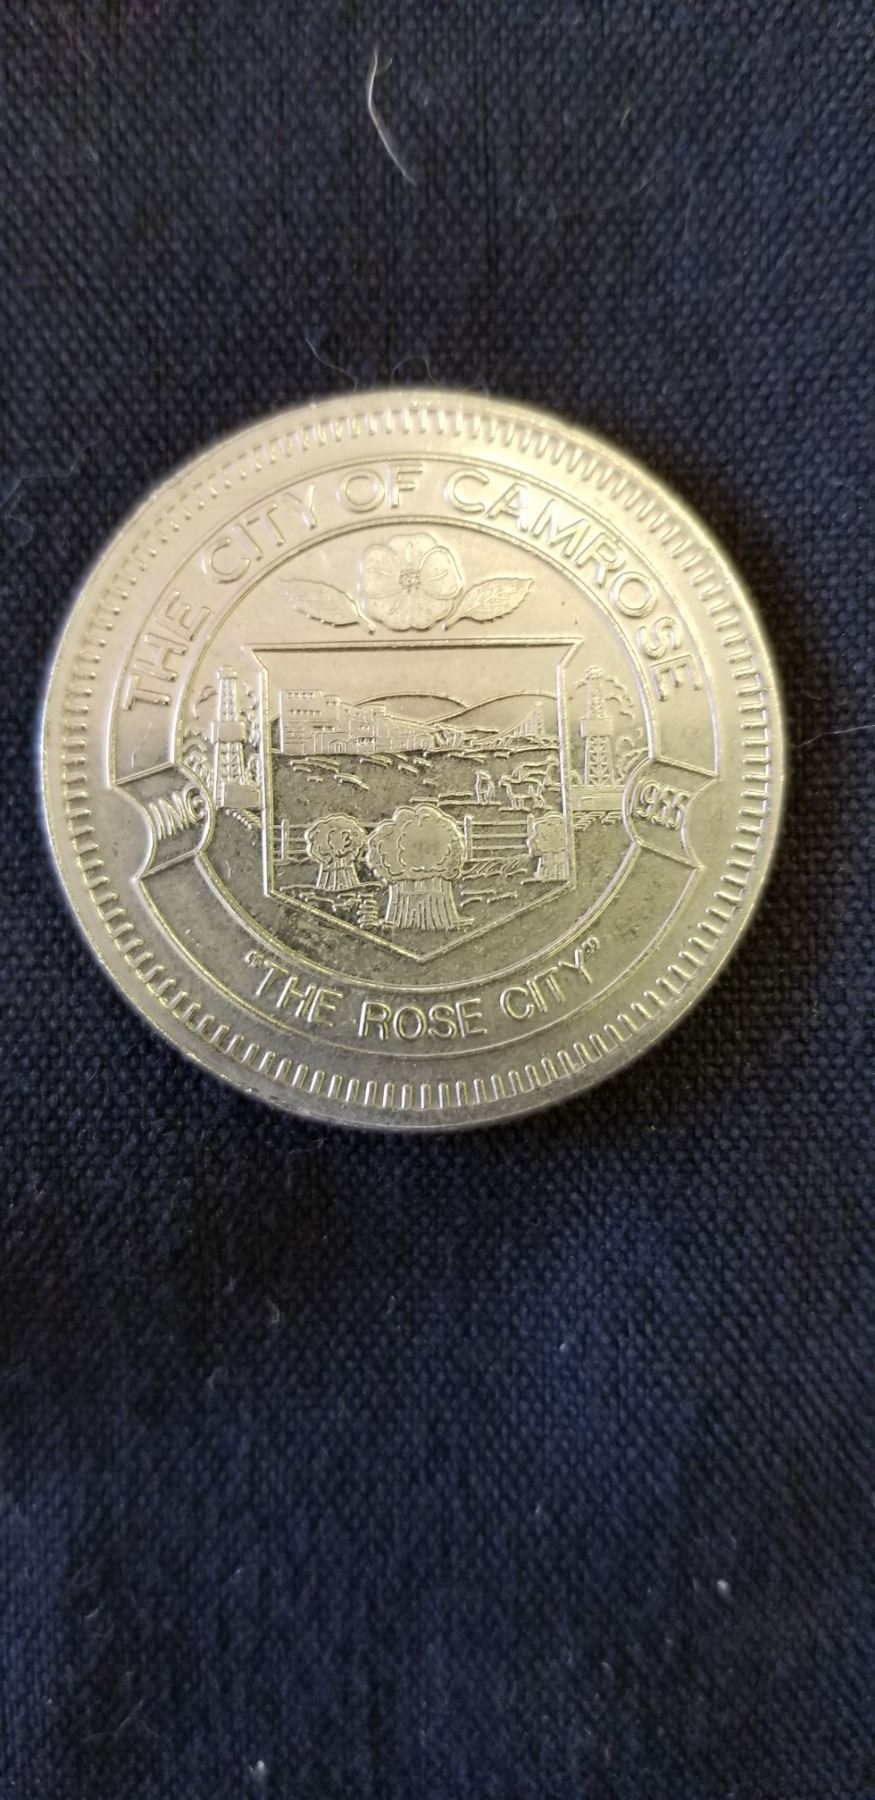 THE CITY OF CAMROSE
INC 1955
"THE ROSE CITY"